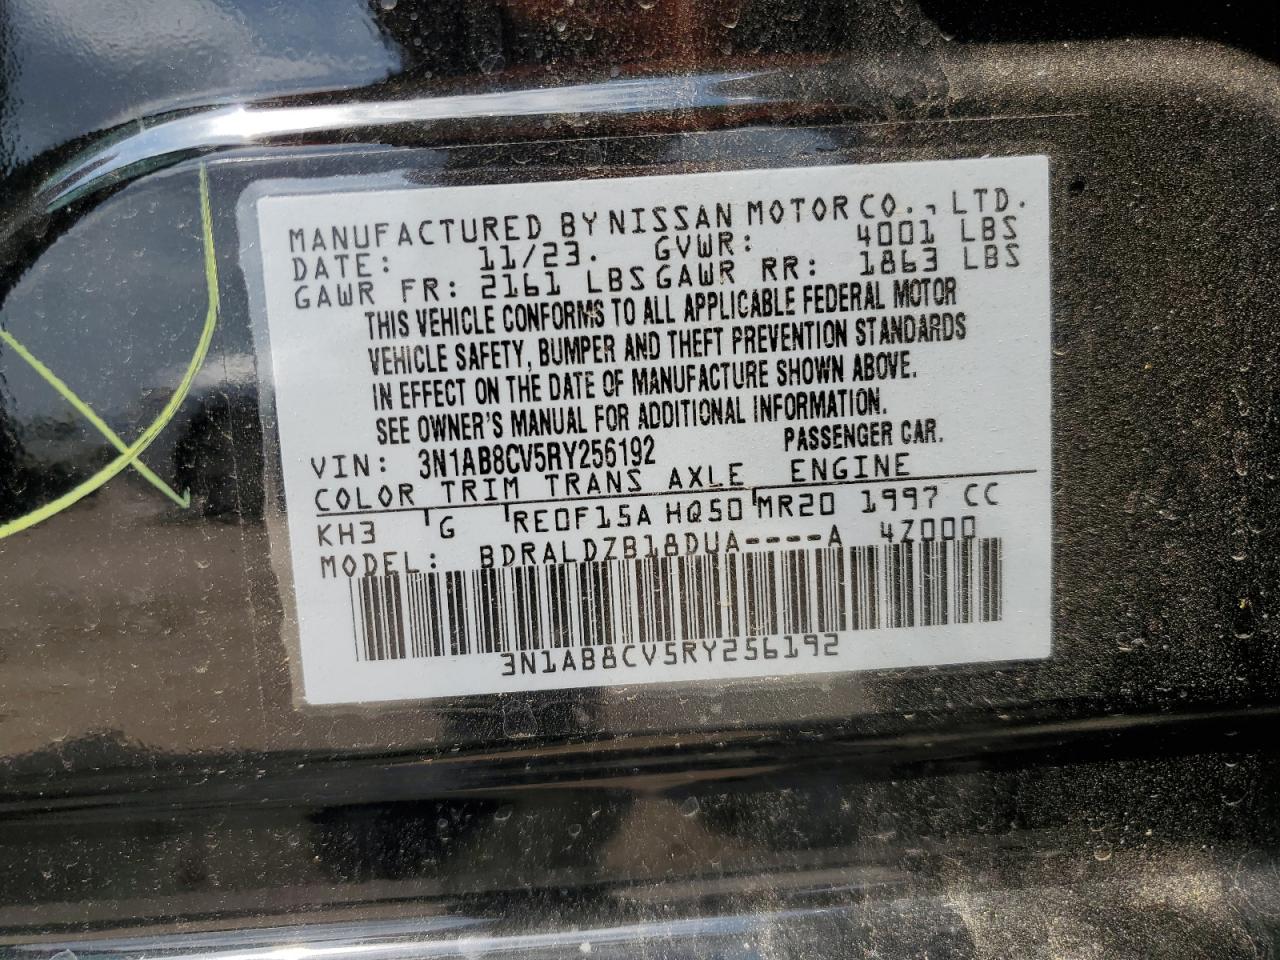 MANUFACTURED BY NISSAN MOTOR CO., LTD.
DATE: 11/23. GVWR: 4001 LBS
GAWR FR: 2161 LBS GAWR RR: 1863 LBS
THIS VEHICLE CONFORMS TO ALL APPLICABLE FEDERAL MOTOR
VEHICLE SAFETY, BUMPER AND THEFT PREVENTION STANDARDS
IN EFFECT ON THE DATE OF MANUFACTURE SHOWN ABOVE.
SEE OWNER'S MANUAL FOR ADDITIONAL INFORMATION.
VIN: 3N1AB8CV5RY256192 PASSENGER CAR.
COLOR TRIM TRANS AXLE ENGINE
KH3 G RE0F15A HQ50 MR20 1997 CC
MODEL: BDRALDZB18DUA----A 4Z000
3N1AB8CV5RY256192